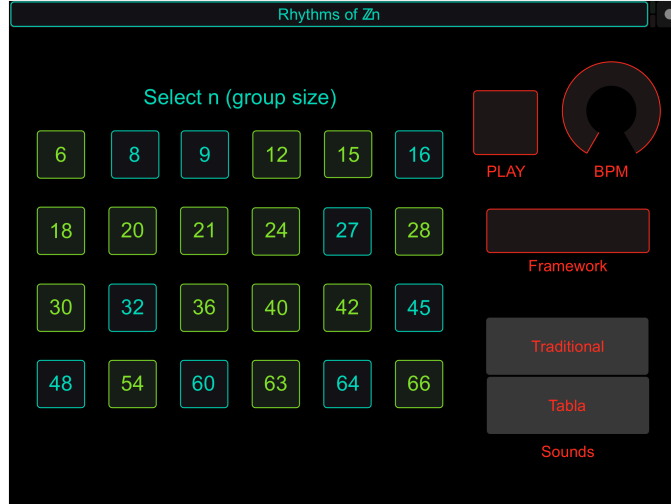 Rhythms of ℤn
Select n (group size)
6 8 9 12 15 16
PLAY BPM
18 20 21 24 27 28
Framework
30 32 36 40 42 45
Traditional
48 54 60 63 64 66
Tabla
Sounds